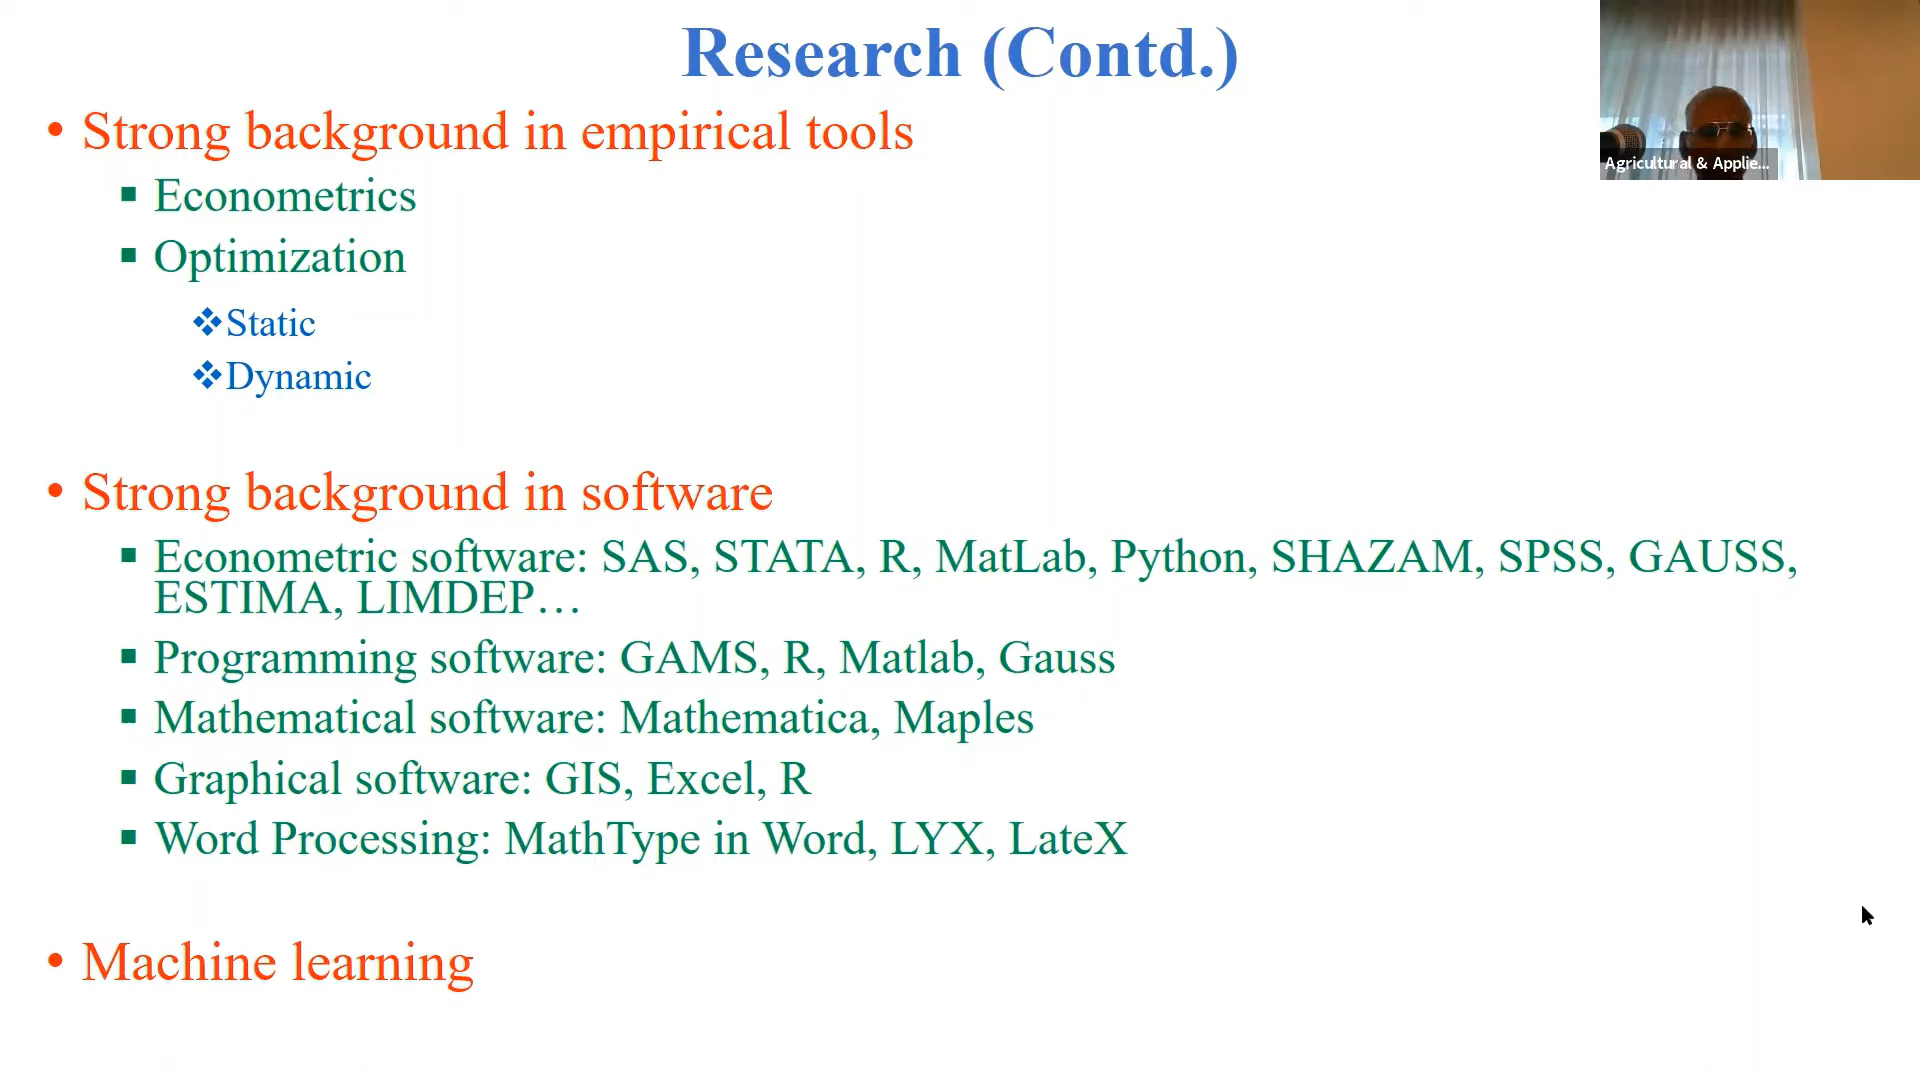 Research (Contd.)
Agricultural & Applie...
• Strong background in empirical tools
▪ Econometrics
▪ Optimization
❖Static
❖Dynamic
• Strong background in software
▪ Econometric software: SAS, STATA, R, MatLab, Python, SHAZAM, SPSS, GAUSS,
ESTIMA, LIMDEP…
▪ Programming software: GAMS, R, Matlab, Gauss
▪ Mathematical software: Mathematica, Maples
▪ Graphical software: GIS, Excel, R
▪ Word Processing: MathType in Word, LYX, LateX
• Machine learning